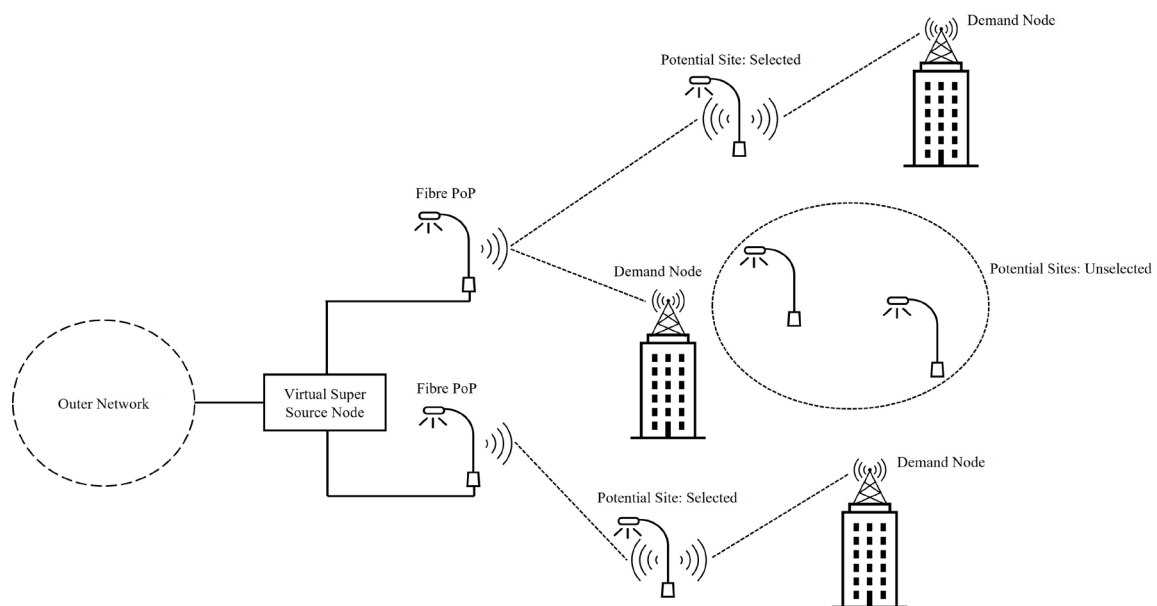 Demand Node
Potential Site: Selected
Fibre PoP
Demand Node
Potential Sites: Unselected
Outer Network
Virtual Super
Source Node
Fibre PoP
Demand Node
Potential Site: Selected